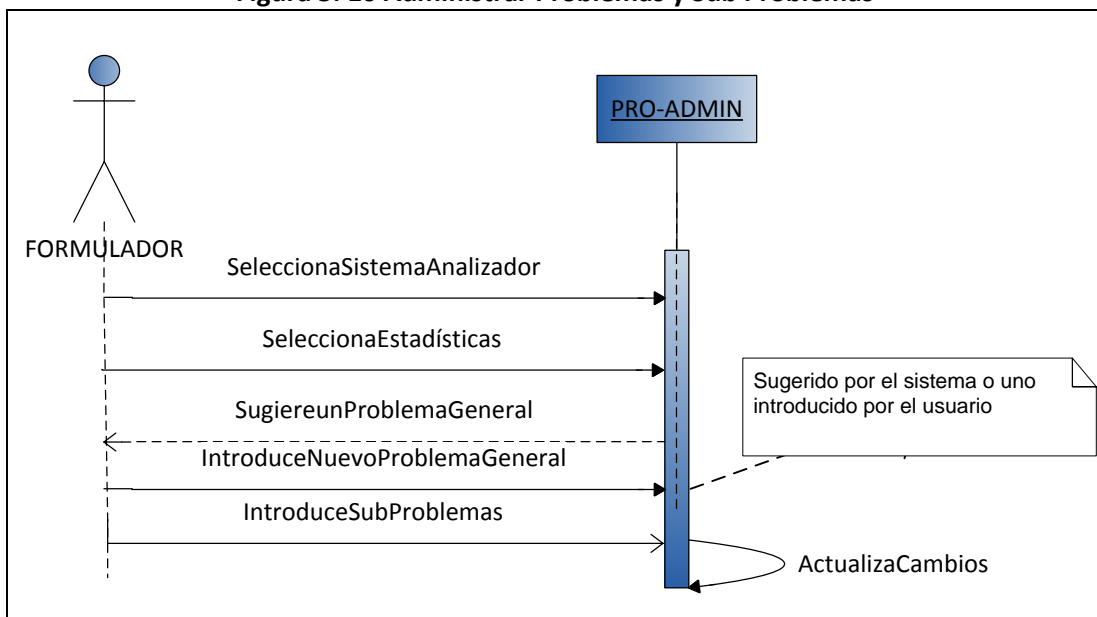 PRO-ADMIN
FORMULADOR
SeleccionaSistemaAnalizador
SeleccionaEstadísticas
Sugerido por el sistema o uno
introducido por el usuario
SugiereunProblemaGeneral
IntroduceNuevoProblemaGeneral
IntroduceSubProblemas
ActualizaCambios